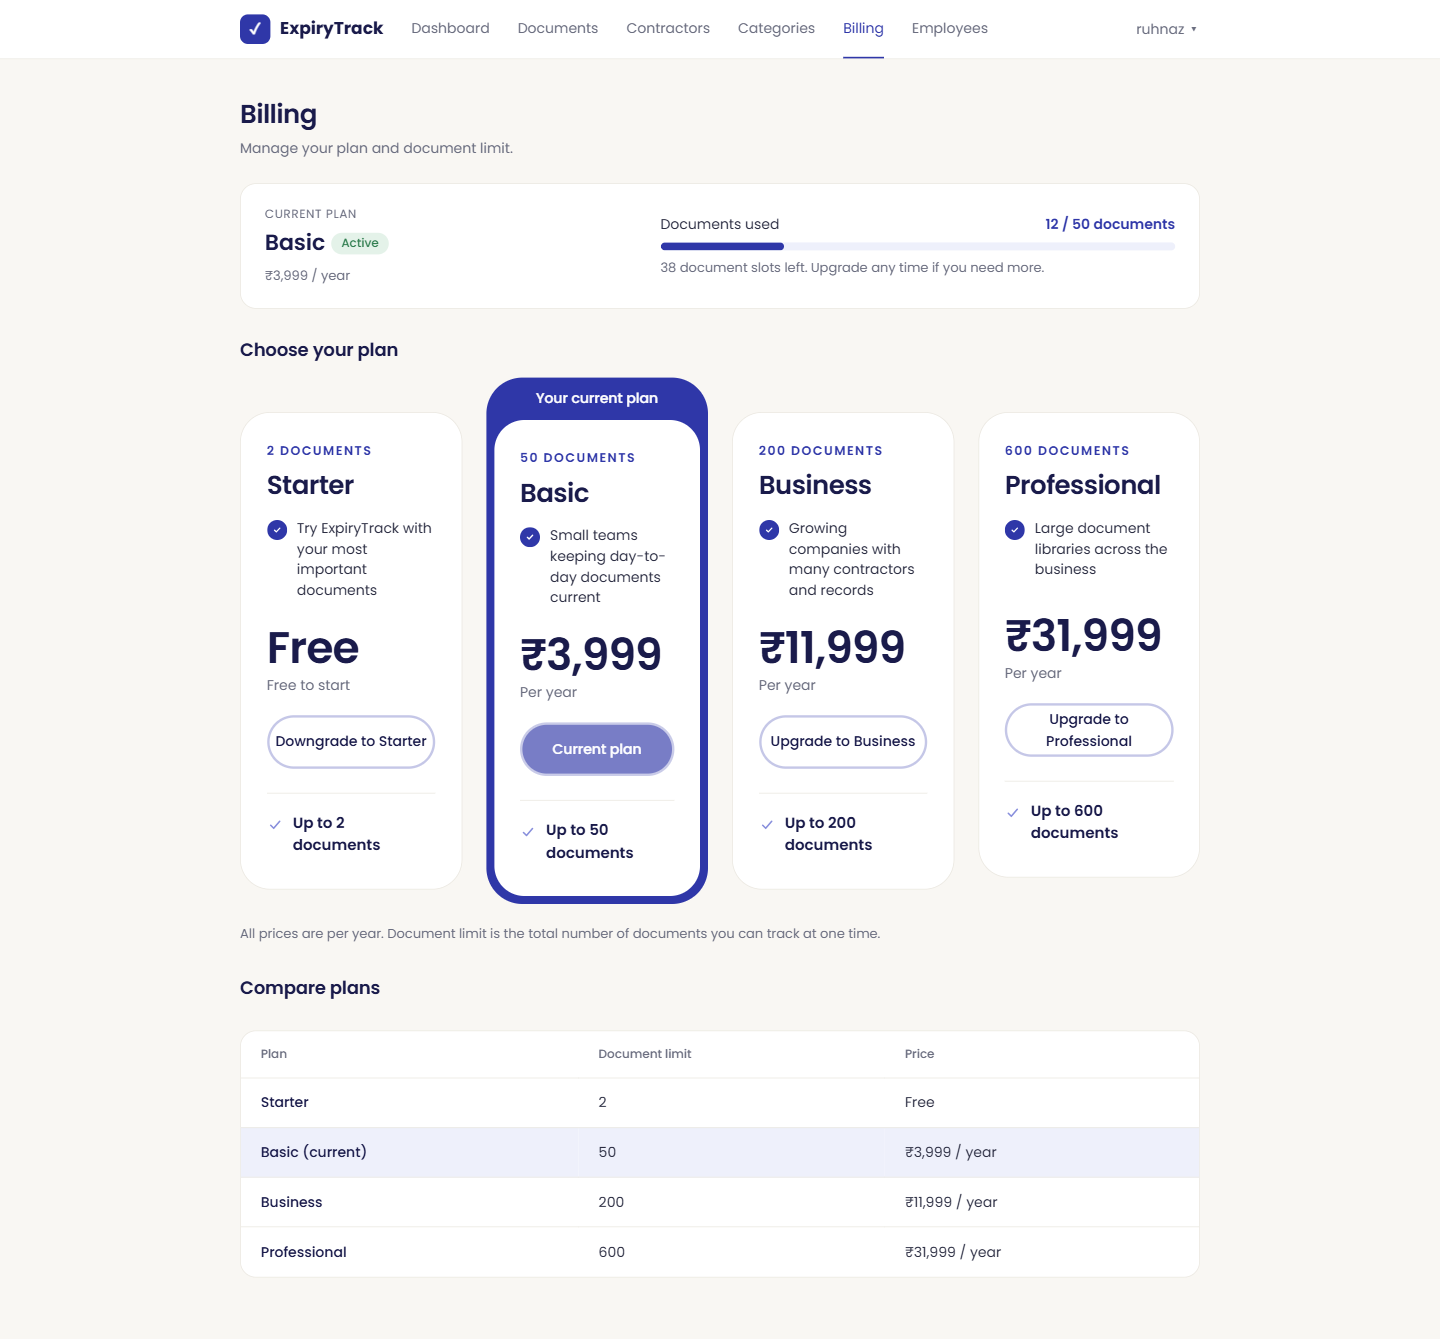 ExpiryTrack
Dashboard
Documents
Contractors
Categories
Billing
Employees
ruhnaz
Billing
Manage your plan and document limit.
CURRENT PLAN
Basic Active
₹3,999 / year
Documents used
12 / 50 documents
38 document slots left. Upgrade any time if you need more.
Choose your plan
2 DOCUMENTS
Starter
Try ExpiryTrack with
your most
important
documents
Free
Free to start
Downgrade to Starter
Up to 2
documents
Your current plan
50 DOCUMENTS
Basic
Small teams
keeping day-to-
day documents
current
₹3,999
Per year
Current plan
Up to 50
documents
200 DOCUMENTS
Business
Growing
companies with
many contractors
and records
₹11,999
Per year
Upgrade to Business
Up to 200
documents
600 DOCUMENTS
Professional
Large document
libraries across the
business
₹31,999
Per year
Upgrade to
Professional
Up to 600
documents
All prices are per year. Document limit is the total number of documents you can track at one time.
Compare plans
Plan Document limit Price
Starter 2 Free
Basic (current) 50 ₹3,999 / year
Business 200 ₹11,999 / year
Professional 600 ₹31,999 / year